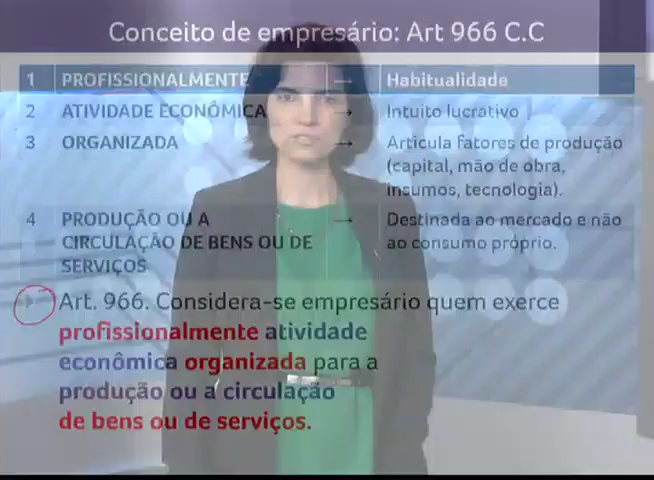 Conceito de empresário: Art 966 C.C
1 PROFISSIONALMENTE → Habitualidade
2 ATIVIDADE ECONÔMICA → Intuito lucrativo
3 ORGANIZADA → Articula fatores de produção
(capital, mão de obra,
insumos, tecnologia).
4 PRODUÇÃO OU A → Destinada ao mercado e não
CIRCULAÇÃO DE BENS OU DE ao consumo próprio.
SERVIÇOS
Art. 966. Considera-se empresário quem exerce
profissionalmente atividade
econômica organizada para a
produção ou a circulação
de bens ou de serviços.